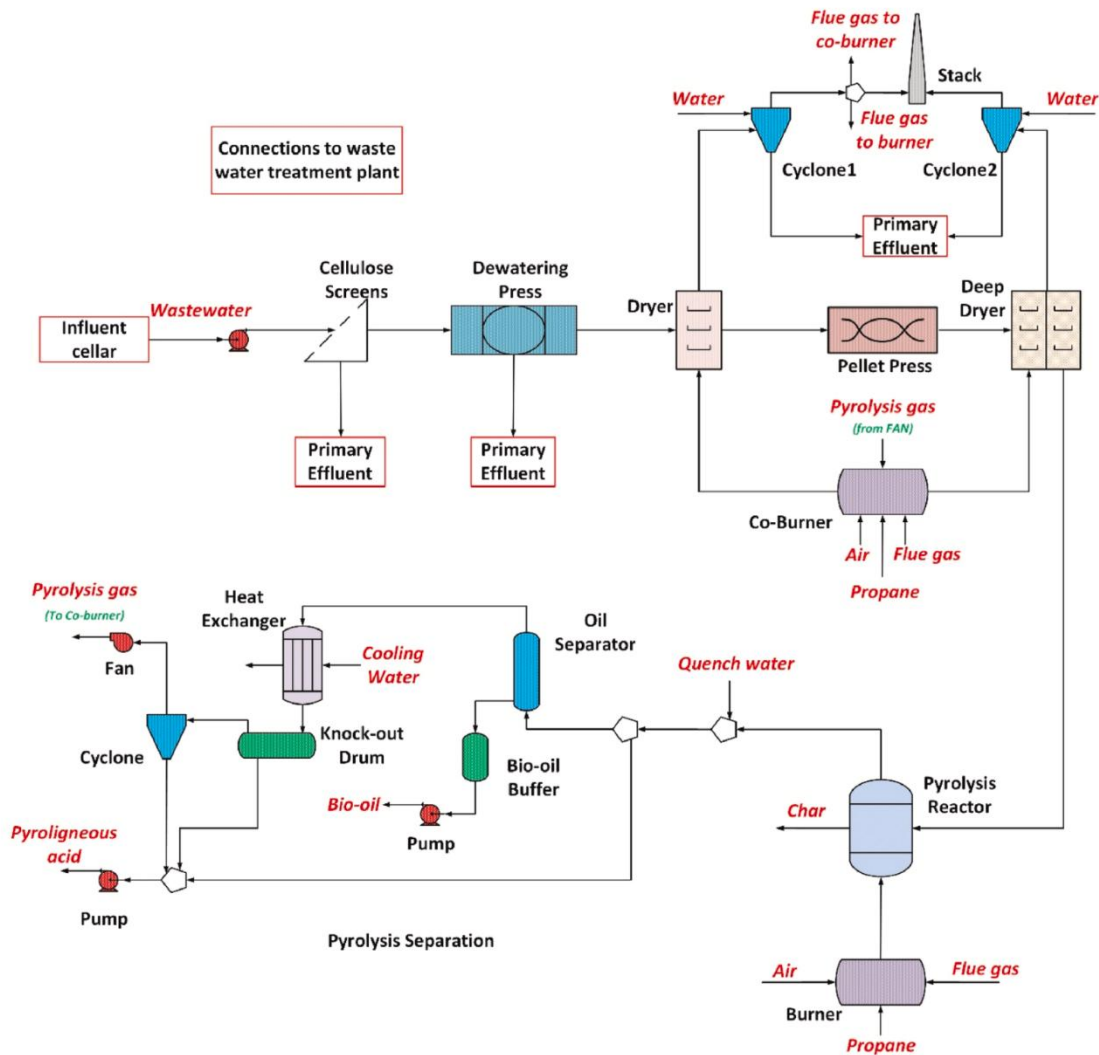 Flue gas to
co-burner
Stack
Water
Water
Flue gas
to burner
Connections to waste
water treatment plant
Cyclone1
Cyclone2
Primary
Effluent
Cellulose
Screens
Dewatering
Press
Dryer
Deep
Dryer
Wastewater
Influent
cellar
Pellet Press
Pyrolysis gas
(from FAN)
Primary
Effluent
Primary
Effluent
Co-Burner
Air
Flue gas
Propane
Pyrolysis gas
(To Co-burner)
Heat
Exchanger
Oil
Separator
Fan
Cooling
Water
Quench water
Cyclone
Knock-out
Drum
Bio-oil
Buffer
Pyrolysis
Reactor
Bio-oil
Char
Pump
Pyroligneous
acid
Pump
Pyrolysis Separation
Air
Flue gas
Burner
Propane